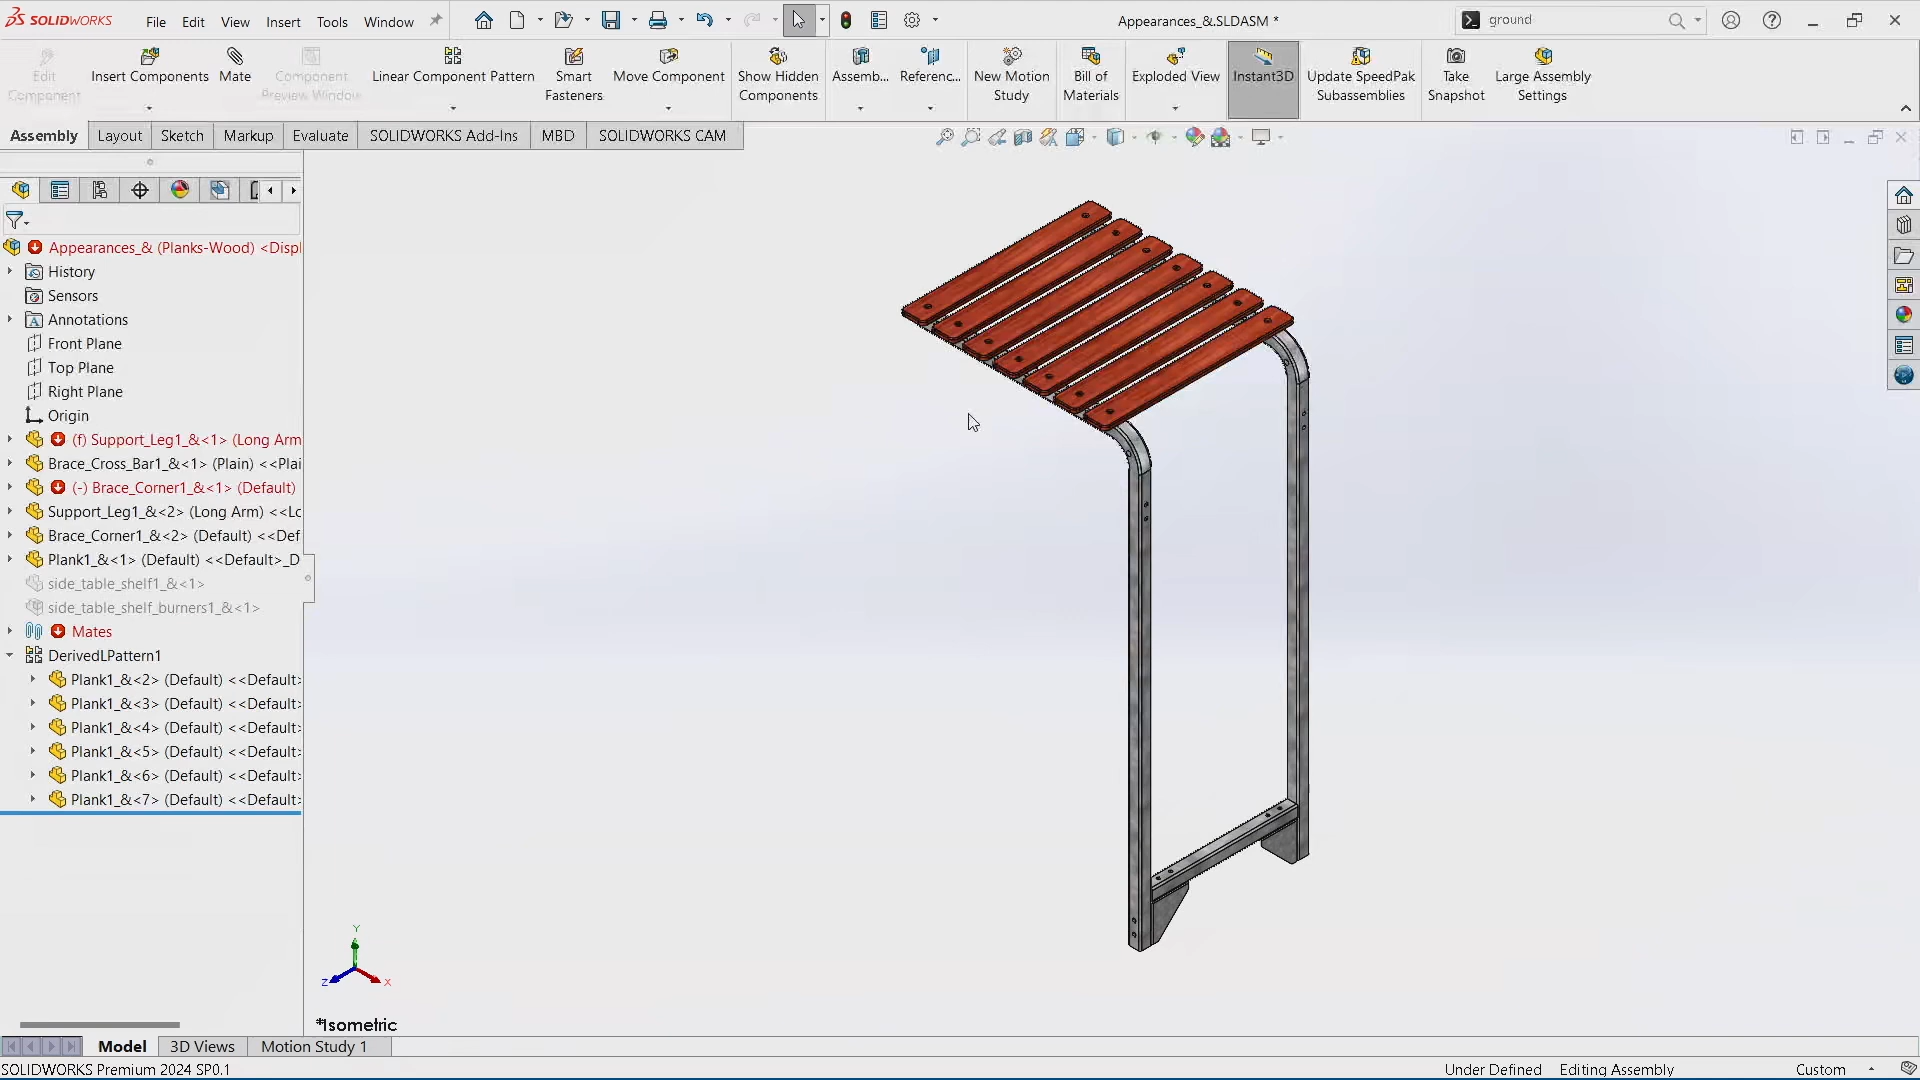 SOLIDWORKS
File Edit View Insert Tools Window
Appearances_&.SLDASM *
ground
Edit Component
Insert Components
Mate
Component Preview Window
Linear Component Pattern
Smart Fasteners
Move Component
Show Hidden Components
Assemb...
Referenc...
New Motion Study
Bill of Materials
Exploded View
Instant3D
Update SpeedPak Subassemblies
Take Snapshot
Large Assembly Settings
Assembly Layout Sketch Markup Evaluate SOLIDWORKS Add-Ins MBD SOLIDWORKS CAM
Appearances_& (Planks-Wood) <Displ
History
Sensors
Annotations
Front Plane
Top Plane
Right Plane
Origin
(f) Support_Leg1_&<1> (Long Arm
Brace_Cross_Bar1_&<1> (Plain) <<Plai
(-) Brace_Corner1_&<1> (Default)
Support_Leg1_&<2> (Long Arm) <<Lo
Brace_Corner1_&<2> (Default) <<Def
Plank1_&<1> (Default) <<Default>_D
side_table_shelf1_&<1>
side_table_shelf_burners1_&<1>
Mates
DerivedLPattern1
Plank1_&<2> (Default) <<Default>
Plank1_&<3> (Default) <<Default>
Plank1_&<4> (Default) <<Default>
Plank1_&<5> (Default) <<Default>
Plank1_&<6> (Default) <<Default>
Plank1_&<7> (Default) <<Default>
Y
Z
X
*Isometric
Model 3D Views Motion Study 1
SOLIDWORKS Premium 2024 SP0.1
Under Defined
Editing Assembly
Custom